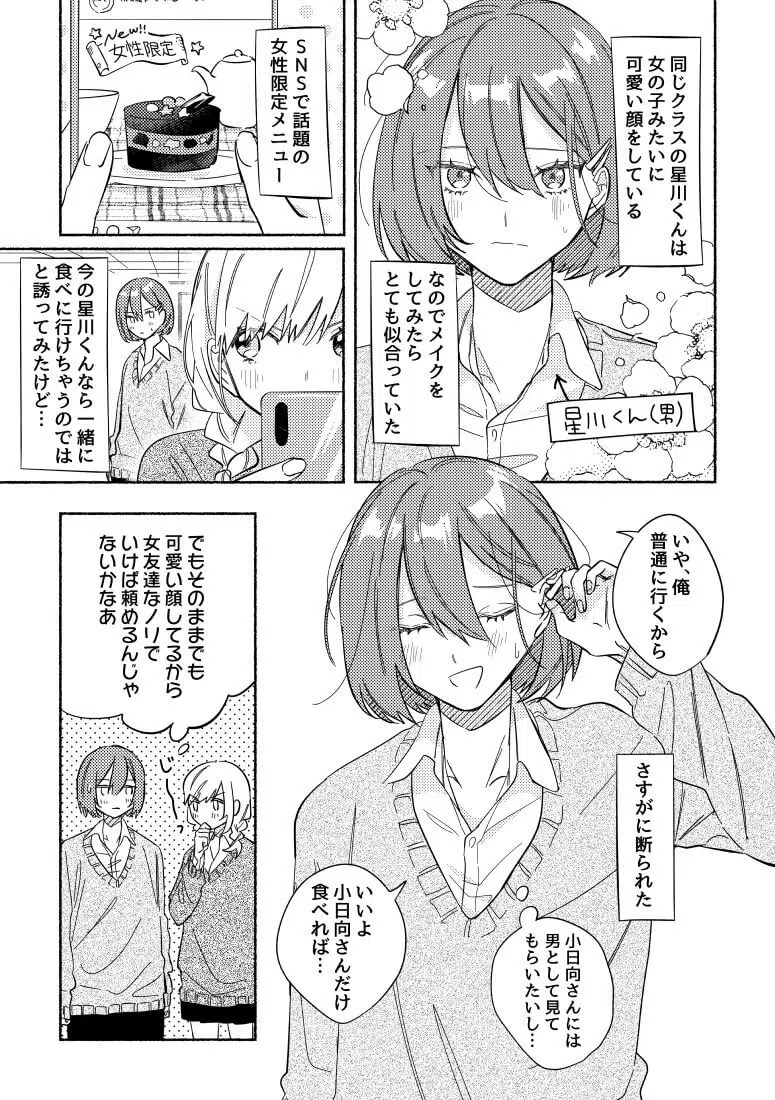 同じクラスの星川くんは
女の子みたいに
可愛い顔をしている
なのでメイクを
してみたら
とても似合っていた
星川くん(男)
New!!
女性限定
SNSで話題の
女性限定メニュー
今の星川くんなら一緒に
食べに行けちゃうのでは
と誘ってみたけど…
いや、俺
普通に行くから
さすがに断られた
小日向さんには
男として見て
もらいたいし…
いいよ
小日向さんだけ
食べれば…
でもそのままでも
可愛い顔してるから
女友達なノリで
いけば頼めるんじゃ
ないかなあ